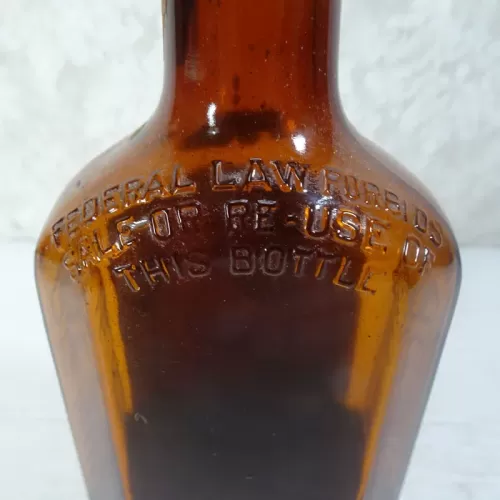 FEDERAL LAW FORBIDS
SALE OR RE-USE OF
THIS BOTTLE